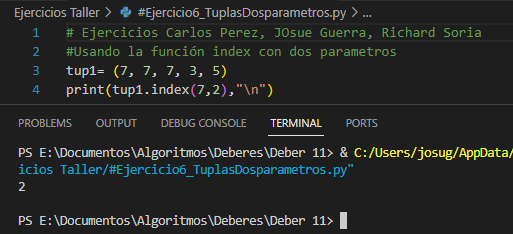 Ejercicios Taller > #Ejercicio6_TuplasDosparametros.py > ...
1 # Ejercicios Carlos Perez, JOsue Guerra, Richard Soria
2 #Usando la función index con dos parametros
3 tup1= (7, 7, 7, 3, 5)
4 print(tup1.index(7,2),"\n")
PROBLEMS OUTPUT DEBUG CONSOLE TERMINAL PORTS
PS E:\Documentos\Algoritmos\Deberes\Deber 11> & C:/Users/josug/AppData/
icios Taller/#Ejercicio6_TuplasDosparametros.py"
2
PS E:\Documentos\Algoritmos\Deberes\Deber 11>